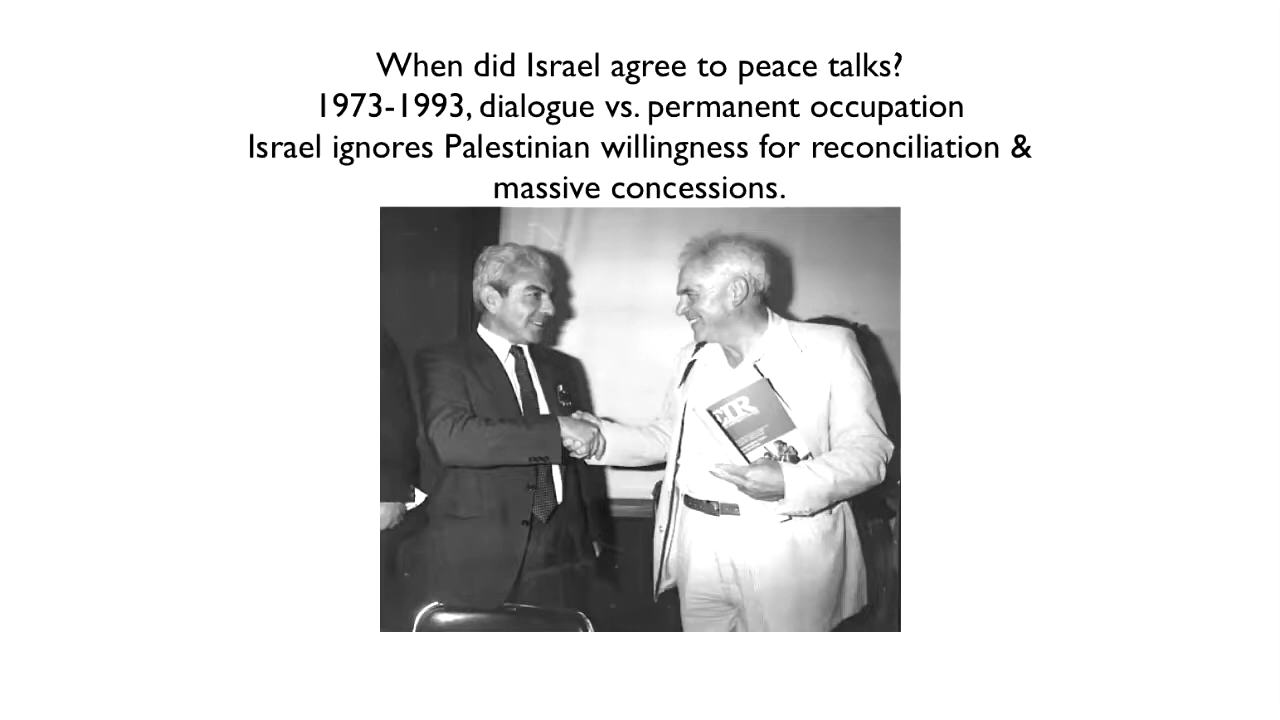 When did Israel agree to peace talks?
1973-1993, dialogue vs. permanent occupation
Israel ignores Palestinian willingness for reconciliation &
massive concessions.